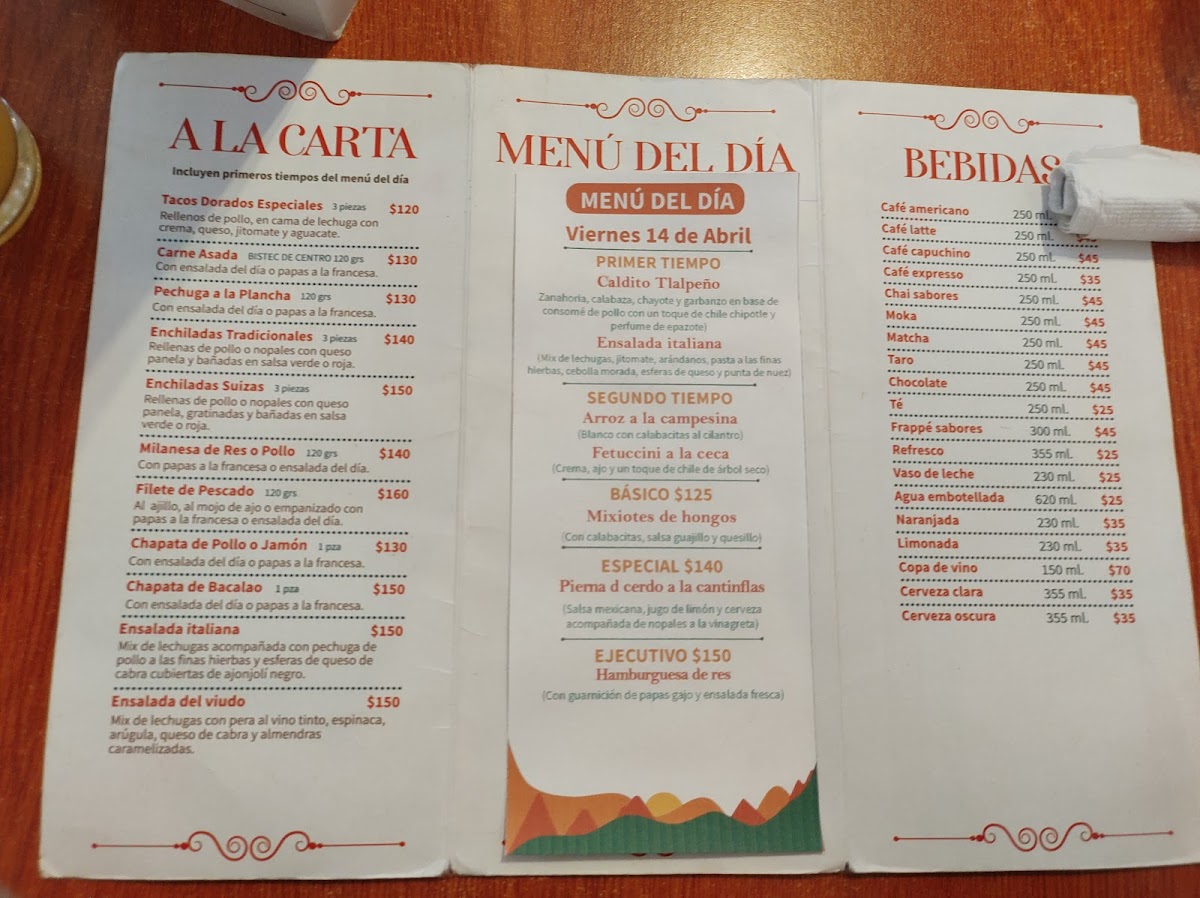 A LA CARTA
Incluyen primeros tiempos del menú del día
Tacos Dorados Especiales 3 piezas $120
Rellenos de pollo, en cama de lechuga con
crema, queso, jitomate y aguacate.
Carne Asada BISTEC DE CENTRO 120 grs $130
Con ensalada del día o papas a la francesa.
Pechuga a la Plancha 120 grs $130
Con ensalada del día o papas a la francesa.
Enchiladas Tradicionales 3 piezas $140
Rellenas de pollo o nopales con queso
panela y bañadas en salsa verde o roja.
Enchiladas Suizas 3 piezas $150
Rellenas de pollo o nopales con queso
panela, gratinadas y bañadas en salsa
verde o roja.
Milanesa de Res o Pollo 120 grs $140
Con papas a la francesa o ensalada del día.
Filete de Pescado 120 grs $160
Al ajillo, al mojo de ajo o empanizado con
papas a la francesa o ensalada del día.
Chapata de Pollo o Jamón 1 pza $130
Con ensalada del día o papas a la francesa.
Chapata de Bacalao 1 pza $150
Con ensalada del día o papas a la francesa.
Ensalada italiana $150
Mix de lechugas acompañada con pechuga de
pollo a las finas hierbas y esferas de queso de
cabra cubiertas de ajonjolí negro.
Ensalada del viudo $150
Mix de lechugas con pera al vino tinto, espinaca,
arúgula, queso de cabra y almendras
caramelizadas.
MENÚ DEL DÍA
MENÚ DEL DÍA
Viernes 14 de Abril
PRIMER TIEMPO
Caldito Tlalpeño
Zanahoria, calabaza, chayote y garbanzo en base de
consomé de pollo con un toque de chile chipotle y
perfume de epazote)
Ensalada italiana
(Mix de lechugas, jitomate, arándanos, pasta a las finas
hierbas, cebolla morada, esferas de queso y punta de nuez)
SEGUNDO TIEMPO
Arroz a la campesina
(Blanco con calabacitas al cilantro)
Fetuccini a la ceca
(Crema, ajo y un toque de chile de árbol seco)
BÁSICO $125
Mixiotes de hongos
(Con calabacitas, salsa guajillo y quesillo)
ESPECIAL $140
Pierna d cerdo a la cantinflas
(Salsa mexicana, jugo de limón y cerveza
acompañada de nopales a la vinagreta)
EJECUTIVO $150
Hamburguesa de res
(Con guarnición de papas gajo y ensalada fresca)
BEBIDAS
Café americano 250 ml.
Café latte 250 ml. $45
Café capuchino 250 ml. $45
Café expresso 250 ml. $35
Chai sabores 250 ml. $45
Moka 250 ml. $45
Matcha 250 ml. $45
Taro 250 ml. $45
Chocolate 250 ml. $45
Té 250 ml. $25
Frappé sabores 300 ml. $45
Refresco 355 ml. $25
Vaso de leche 230 ml. $25
Agua embotellada 620 ml. $25
Naranjada 230 ml. $35
Limonada 230 ml. $35
Copa de vino 150 ml. $70
Cerveza clara 355 ml. $35
Cerveza oscura 355 ml. $35